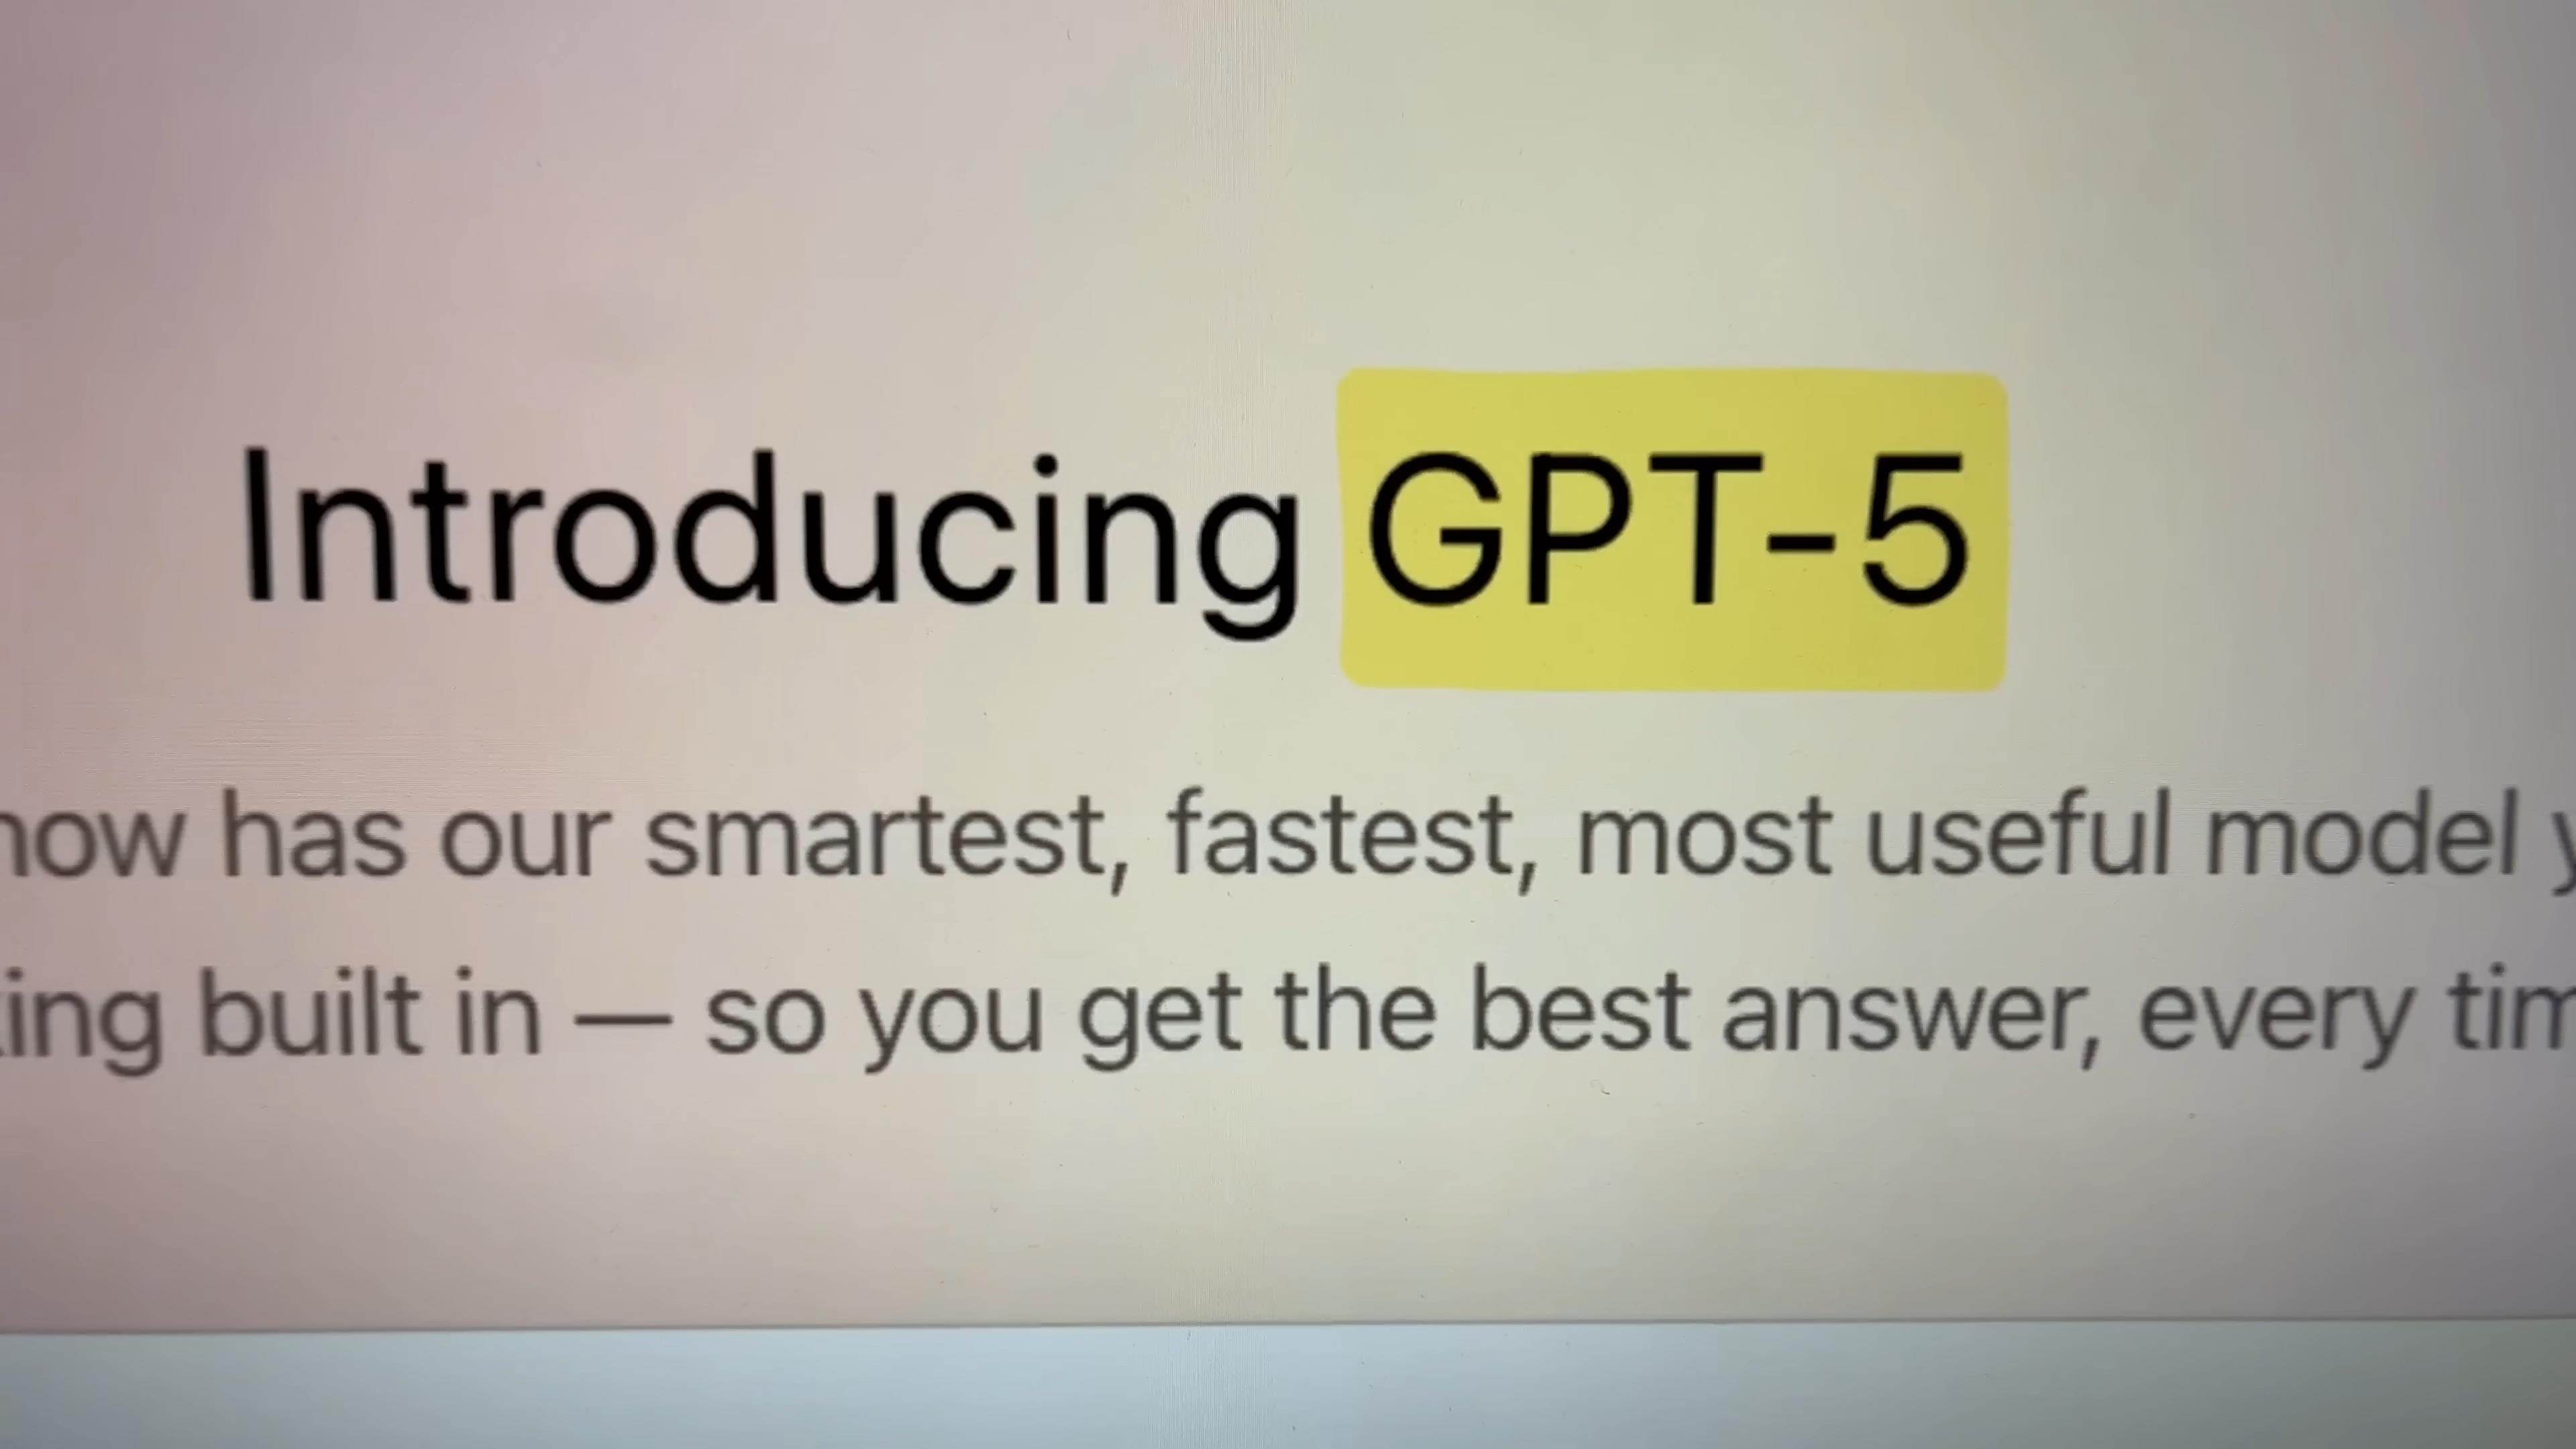 Introducing GPT-5
now has our smartest, fastest, most useful model
built in — so you get the best answer, every